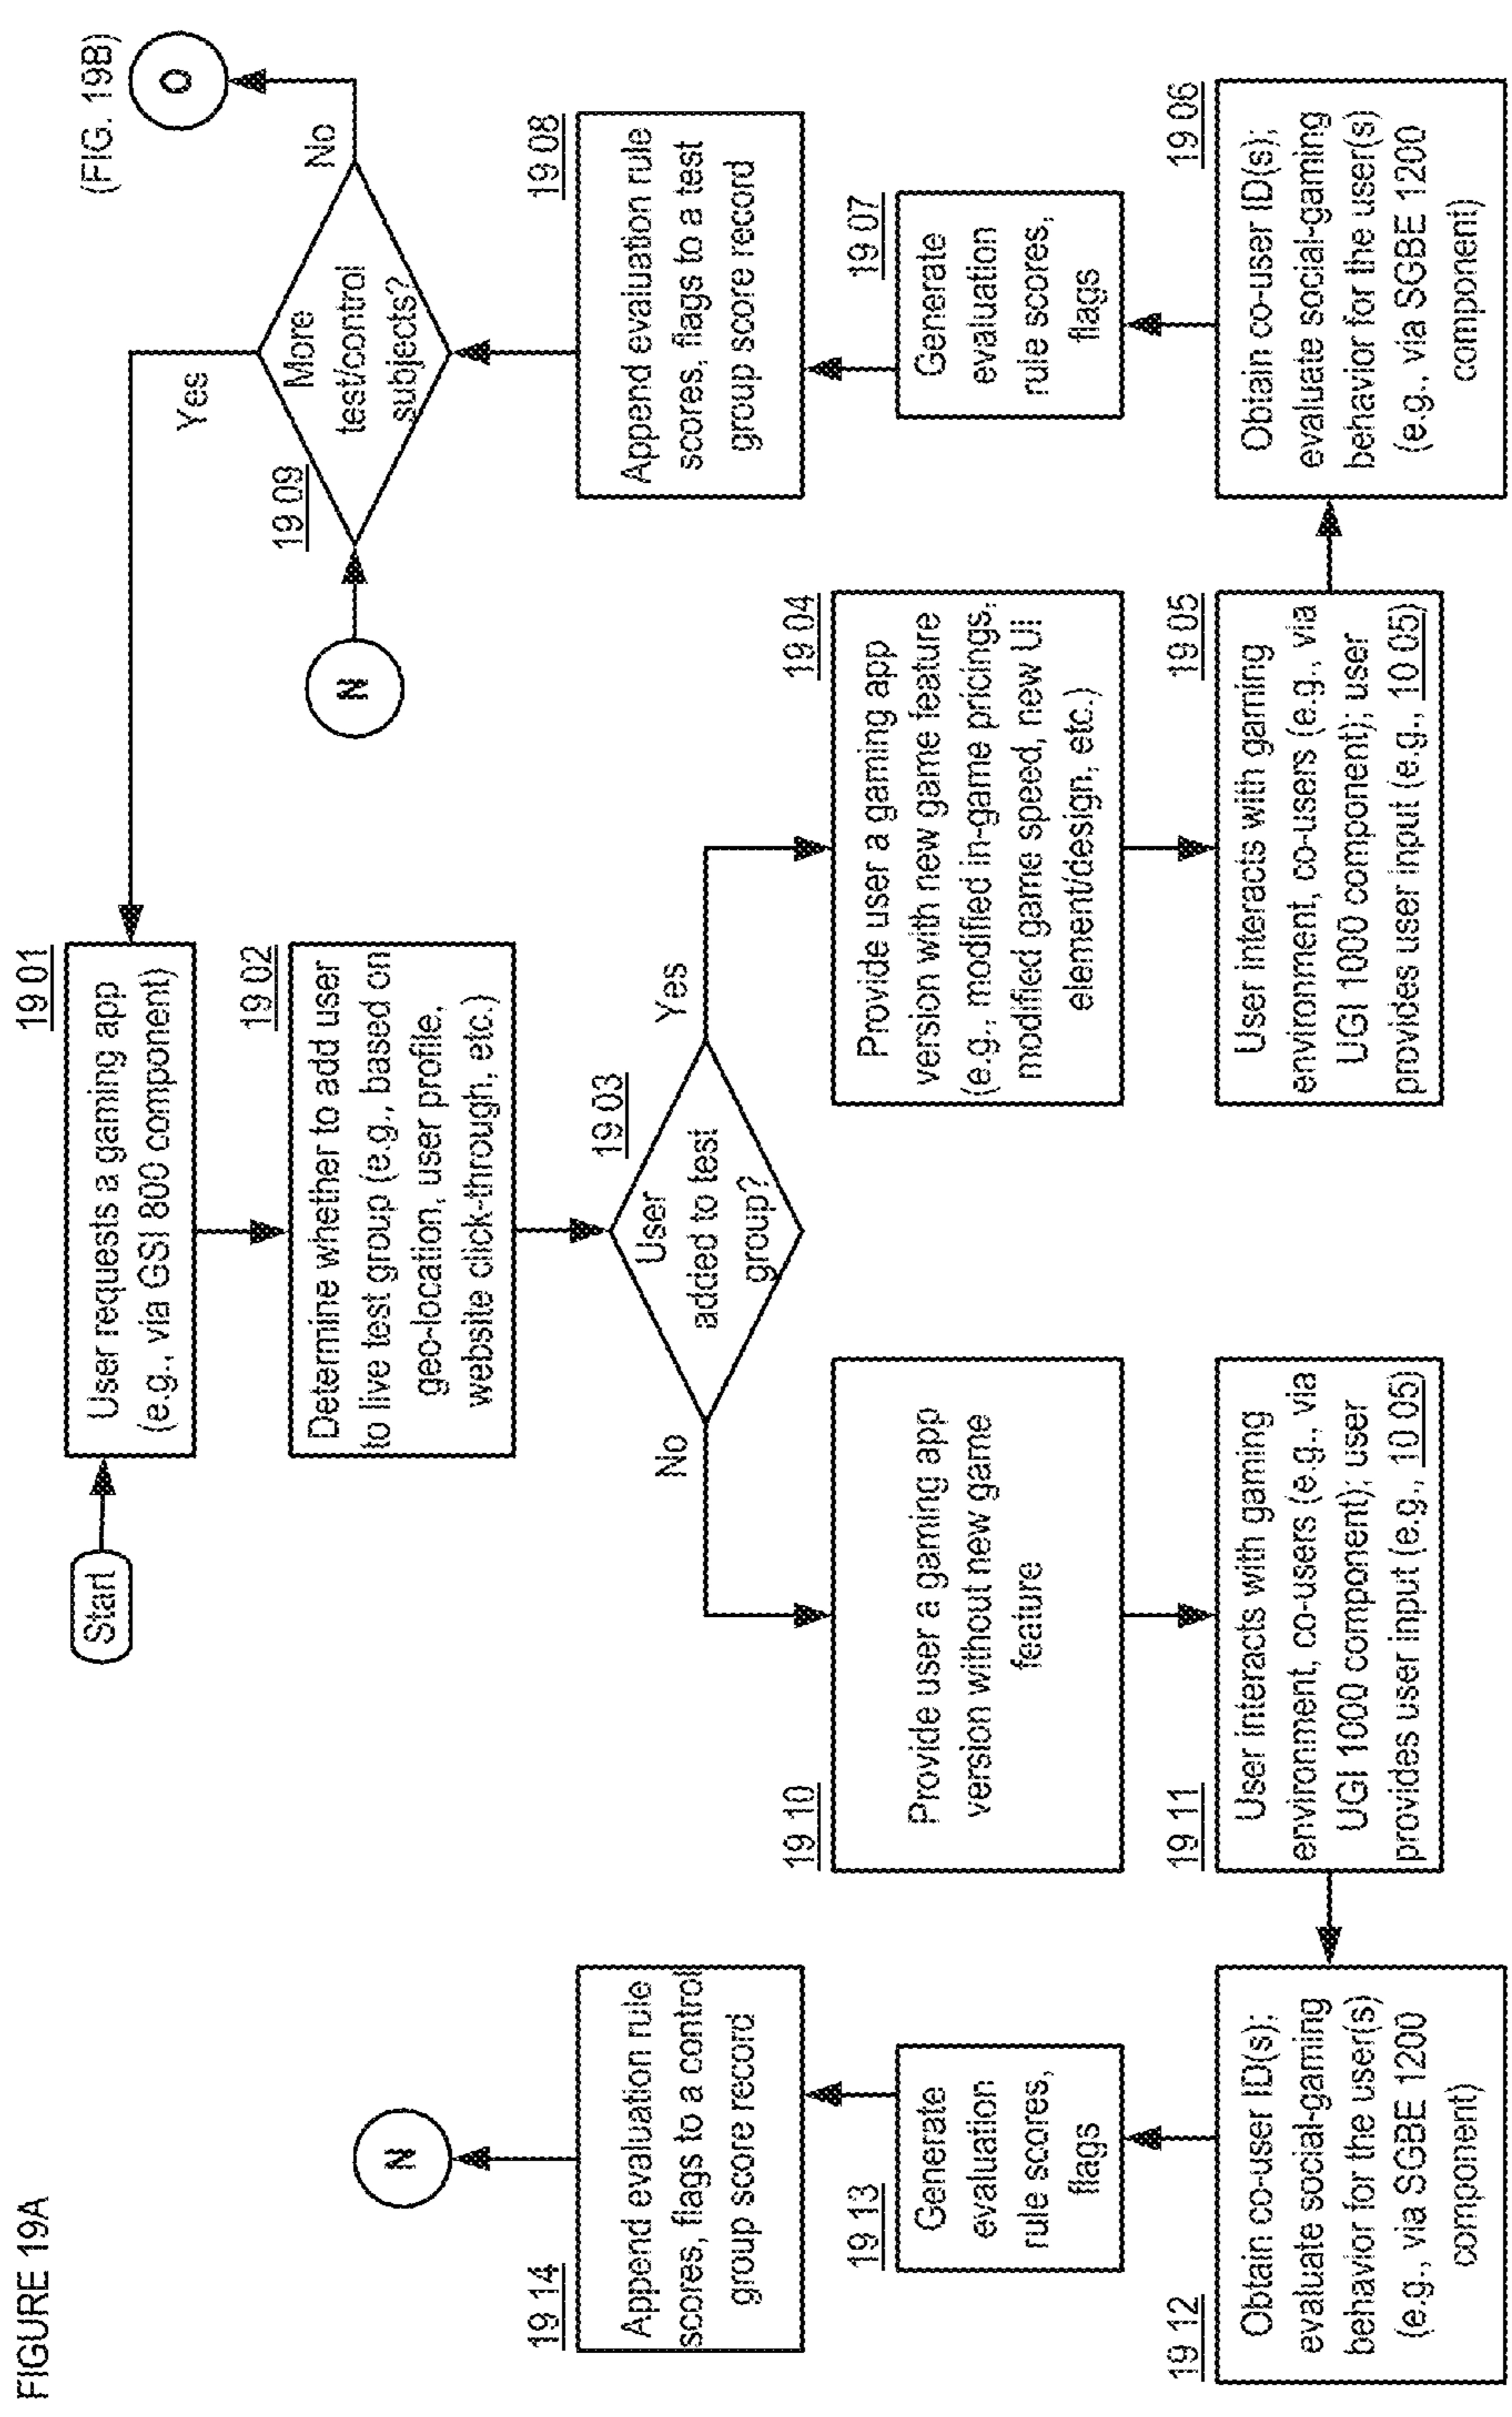 FIGURE 19A
Start
19 01
User requests a gaming app
(e.g., via GSI 800 component)
19 02
Determine whether to add user
to live test group (e.g., based on
geo-location, user profile,
website click-through, etc.)
19 03
User
added to test
group?
No
Yes
19 10
Provide user a gaming app
version without new game
feature
19 11
User interacts with gaming
environment, co-users (e.g., via
UGI 1000 component); user
provides user input (e.g., 10 05)
19 12
Obtain co-user ID(s);
evaluate social-gaming
behavior for the user(s)
(e.g., via SGBE 1200
component)
19 13
Generate
evaluation
rule scores,
flags
19 14
Append evaluation rule
scores, flags to a control
group score record
N
19 04
Provide user a gaming app
version with new game feature
(e.g., modified in-game pricings,
modified game speed, new UI
element/design, etc.)
19 05
User interacts with gaming
environment, co-users (e.g., via
UGI 1000 component); user
provides user input (e.g., 10 05)
19 06
Obtain co-user ID(s);
evaluate social-gaming
behavior for the user(s)
(e.g., via SGBE 1200
component)
19 07
Generate
evaluation
rule scores,
flags
19 08
Append evaluation rule
scores, flags to a test
group score record
N
19 09
More
test/control
subjects?
Yes
No
O
(FIG. 19B)